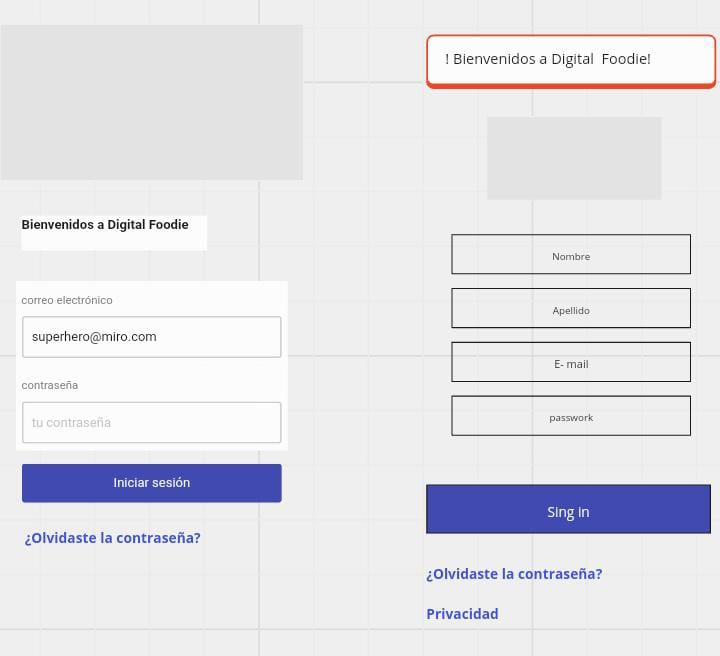 Bienvenidos a Digital Foodie
correo electrónico
superhero@miro.com
contraseña
tu contraseña
Iniciar sesión
¿Olvidaste la contraseña?
! Bienvenidos a Digital  Foodie!
Nombre
Apellido
E- mail
passwork
Sing in
¿Olvidaste la contraseña?
Privacidad